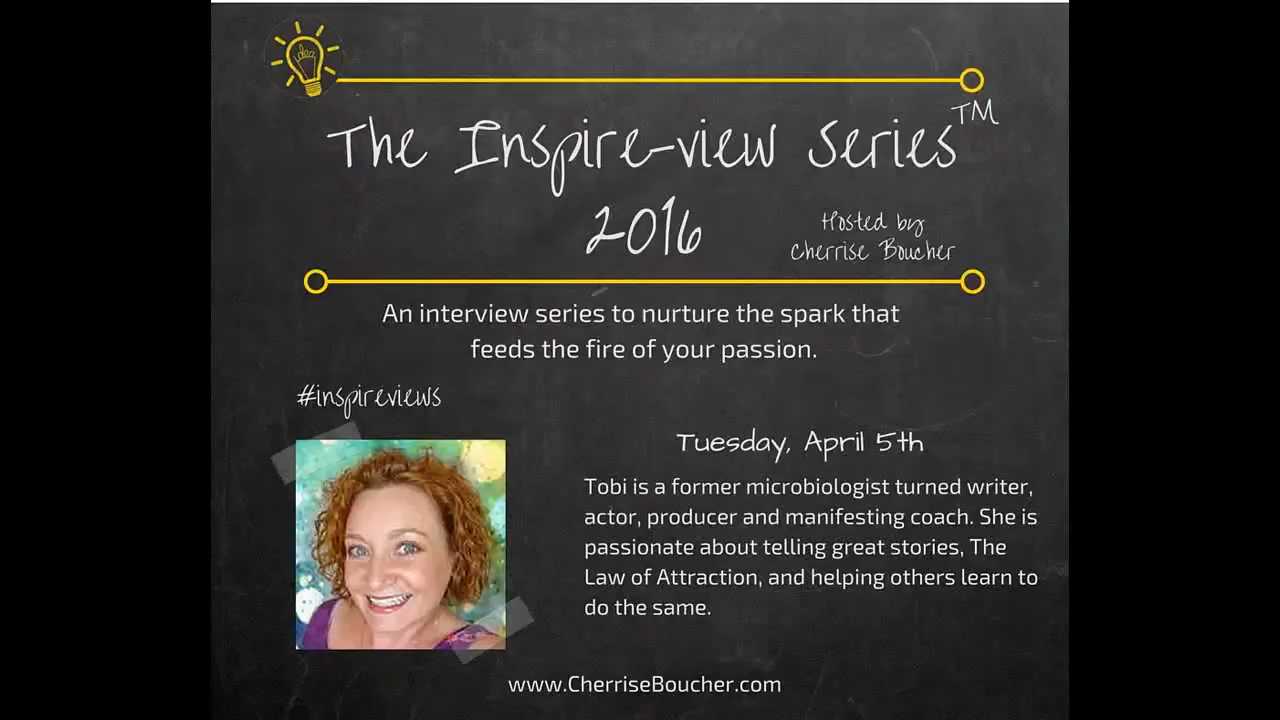 idea
The Inspire-view Series™
2016
Hosted by
Cherrise Boucher
An interview series to nurture the spark that
feeds the fire of your passion.
#inspireviews
Tuesday, April 5th
Tobi is a former microbiologist turned writer,
actor, producer and manifesting coach. She is
passionate about telling great stories, The
Law of Attraction, and helping others learn to
do the same.
www.CherriseBoucher.com